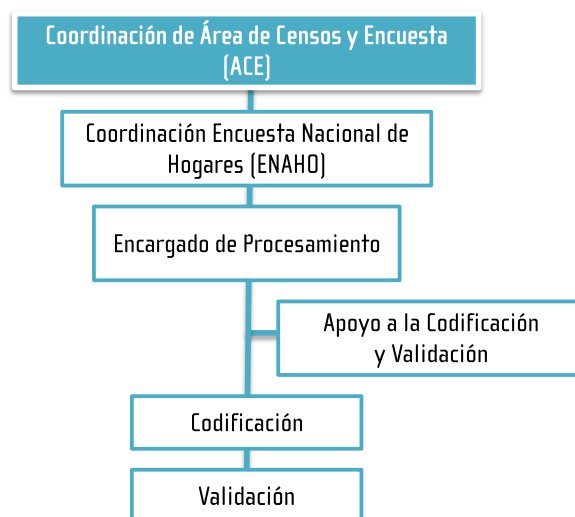 Coordinación de Área de Censos y Encuesta
(ACE)
Coordinación Encuesta Nacional de
Hogares (ENAHO)
Encargado de Procesamiento
Apoyo a la Codificación
y Validación
Codificación
Validación